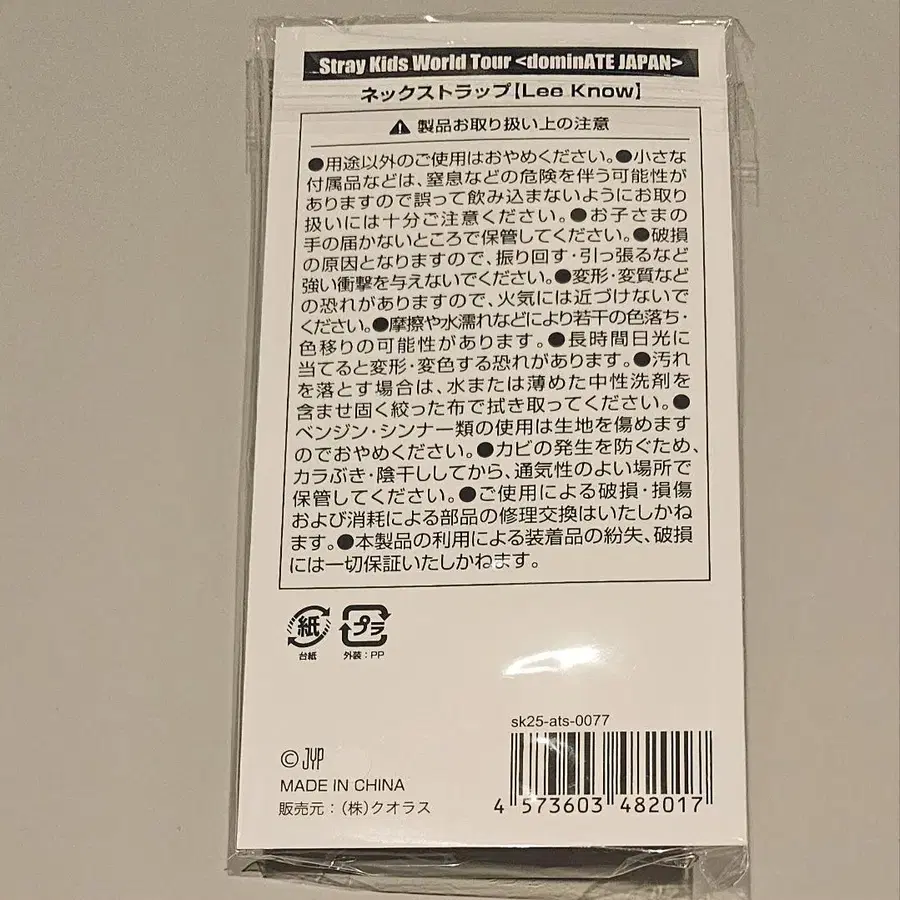 Stray Kids World Tour <dominATE JAPAN>
ネックストラップ【Lee Know】
⚠ 製品お取り扱い上の注意
●用途以外のご使用はおやめください。●小さな
付属品などは、窒息などの危険を伴う可能性が
ありますので誤って飲み込まないようにお取り
扱いには十分ご注意ください。●お子さまの
手の届かないところで保管してください。●破損
の原因となりますので、振り回す・引っ張るなど
強い衝撃を与えないでください。●変形・変質など
の恐れがありますので、火気には近づけないで
ください。●摩擦や水濡れなどにより若干の色落ち・
色移りの可能性があります。●長時間日光に
当てると変形・変色する恐れがあります。●汚れ
を落とす場合は、水または薄めた中性洗剤を
含ませ固く絞った布で拭き取ってください。●
ベンジン・シンナー類の使用は生地を傷めます
のでおやめください。●カビの発生を防ぐため、
カラぶき・陰干ししてから、通気性のよい場所で
保管してください。●ご使用による破損・損傷
および消耗による部品の修理交換はいたしかね
ます。●本製品の利用による装着品の紛失、破損
には一切保証いたしかねます。
紙
プラ
台紙
外装：PP
sk25-ats-0077
© JYP
MADE IN CHINA
販売元：（株）クオラス
4 573603 482017